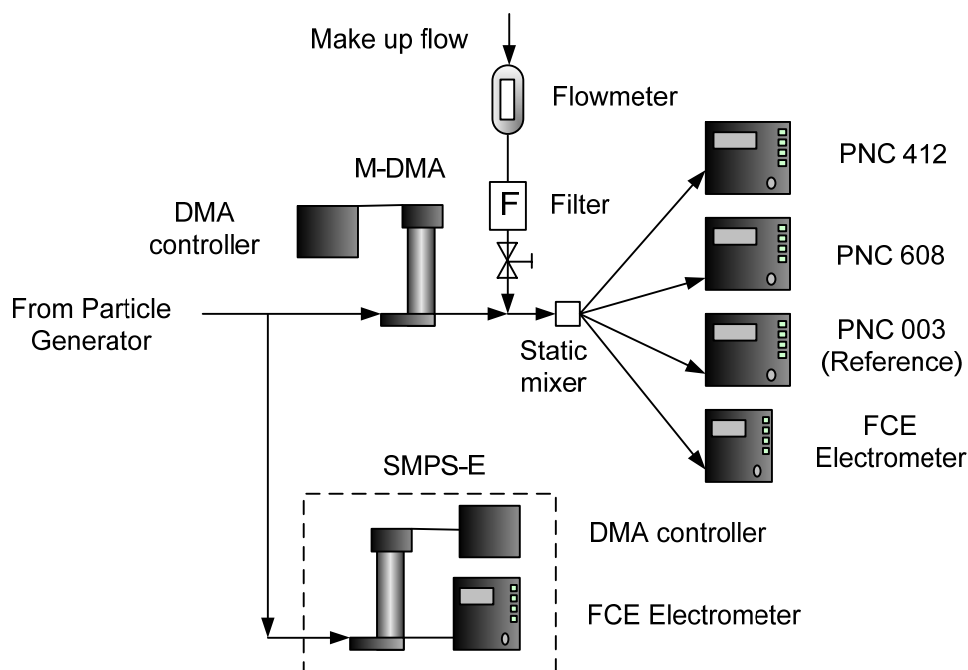 Make up flow
Flowmeter
PNC 412
M-DMA
F
Filter
DMA
controller
PNC 608
From Particle
Generator
Static
mixer
PNC 003
(Reference)
FCE
Electrometer
SMPS-E
DMA controller
FCE Electrometer